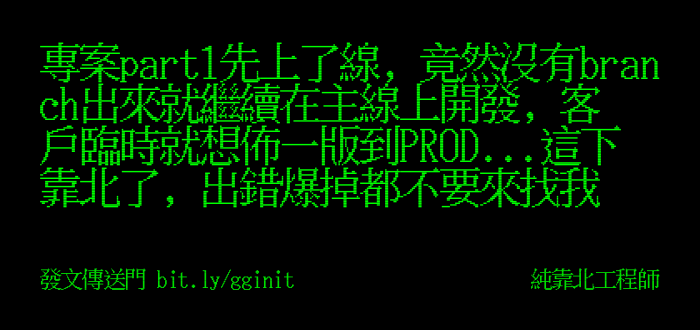 專案part1先上了線, 竟然沒有bran
ch出來就繼續在主線上開發, 客
戶臨時就想佈一版到PROD...這下
靠北了, 出錯爆掉都不要來找我
發文傳送門 bit.ly/gginit
純靠北工程師